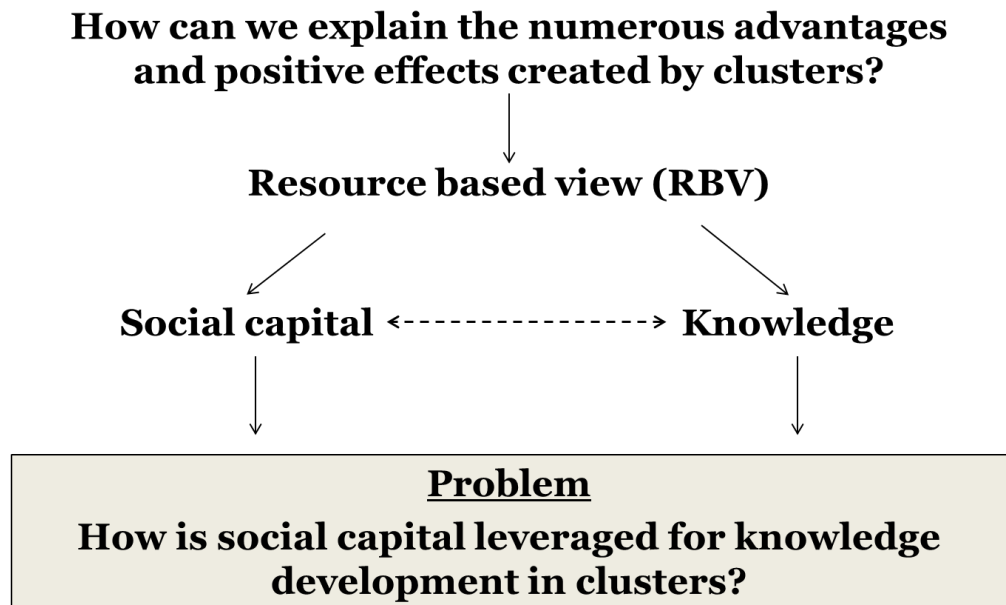 How can we explain the numerous advantages
and positive effects created by clusters?
Resource based view (RBV)
Social capital
Knowledge
Problem
How is social capital leveraged for knowledge
development in clusters?